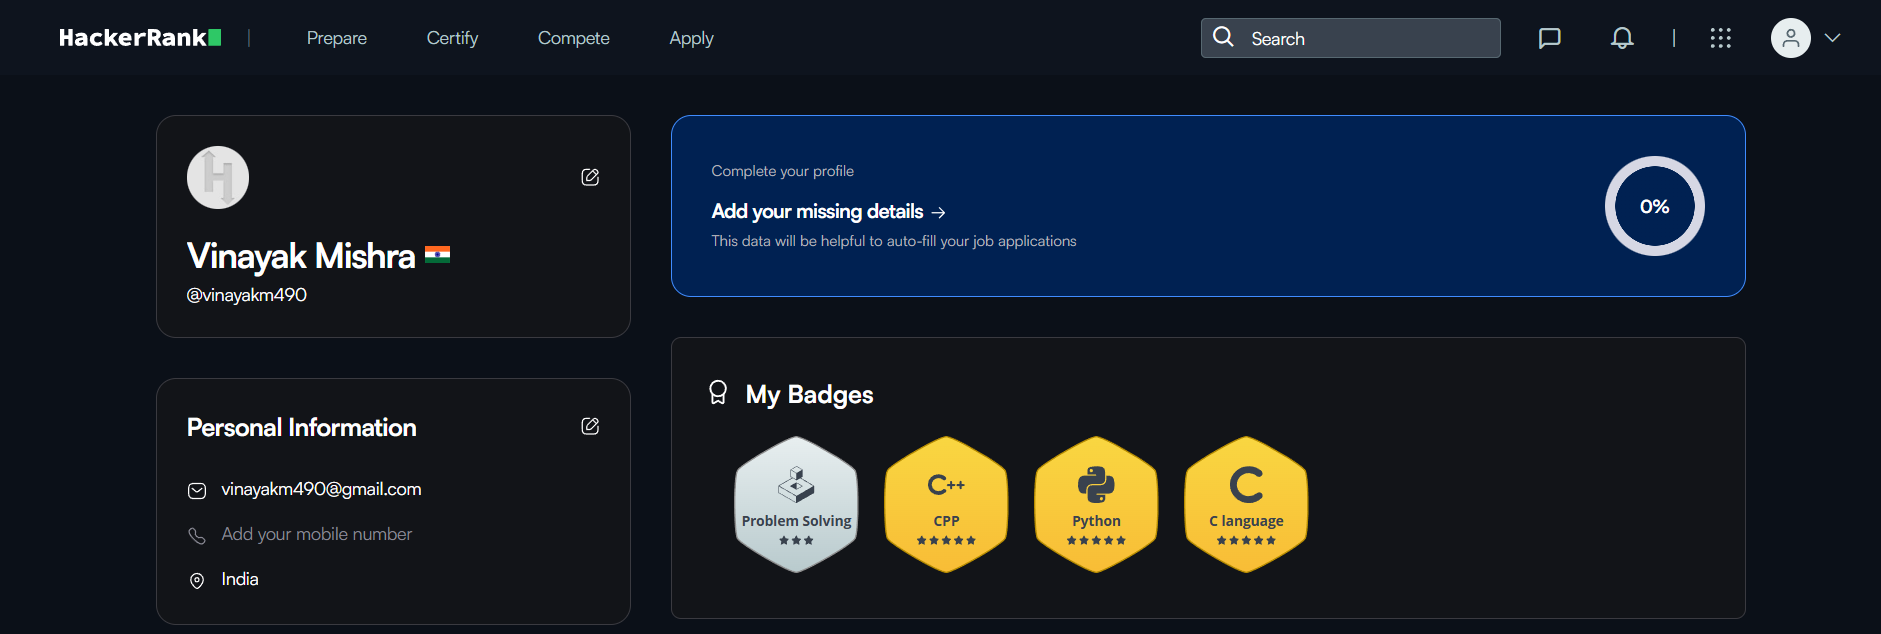 HackerRank
Prepare
Certify
Compete
Apply
Search
Vinayak Mishra
@vinayakm490
Complete your profile
Add your missing details →
This data will be helpful to auto-fill your job applications
0%
Personal Information
vinayakm490@gmail.com
Add your mobile number
India
My Badges
C++
Problem Solving
CPP
Python
C
C language